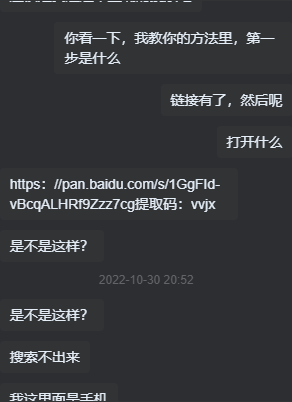 你看一下，我教你的方法里，第一
步是什么
链接有了，然后呢
打开什么
https：//pan.baidu.com/s/1GgFId-
vBcqALHRf9Zzz7cg提取码：vvjx
是不是这样？
2022-10-30 20:52
是不是这样？
搜索不出来
我这里面是手机